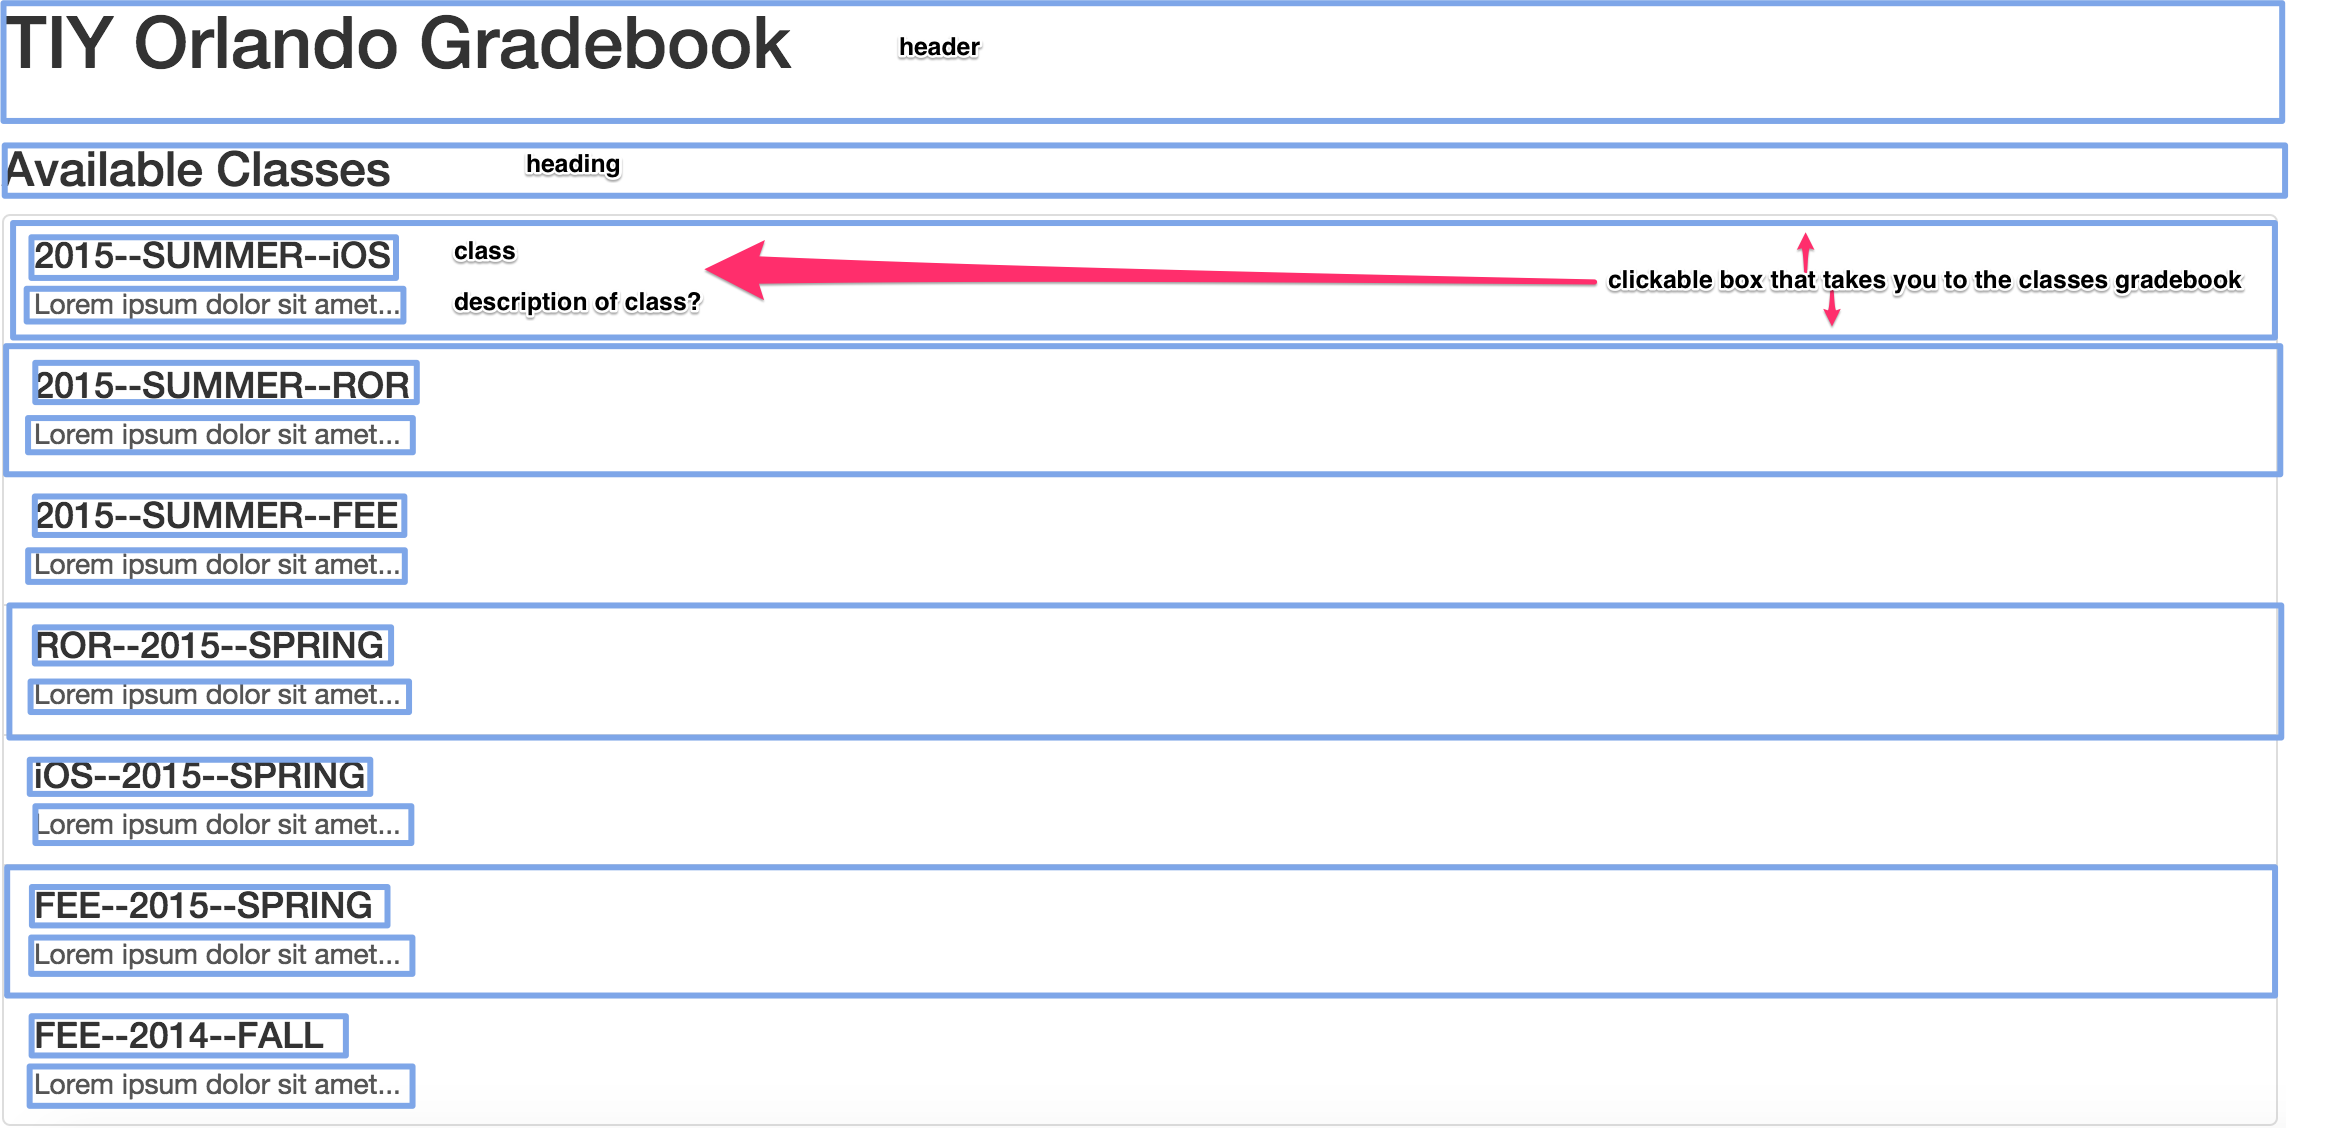 TIY Orlando Gradebook
header
Available Classes
heading
2015--SUMMER--iOS
class
clickable box that takes you to the classes gradebook
Lorem ipsum dolor sit amet...
description of class?
2015--SUMMER--ROR
Lorem ipsum dolor sit amet...
2015--SUMMER--FEE
Lorem ipsum dolor sit amet...
ROR--2015--SPRING
Lorem ipsum dolor sit amet...
iOS--2015--SPRING
Lorem ipsum dolor sit amet...
FEE--2015--SPRING
Lorem ipsum dolor sit amet...
FEE--2014--FALL
Lorem ipsum dolor sit amet...